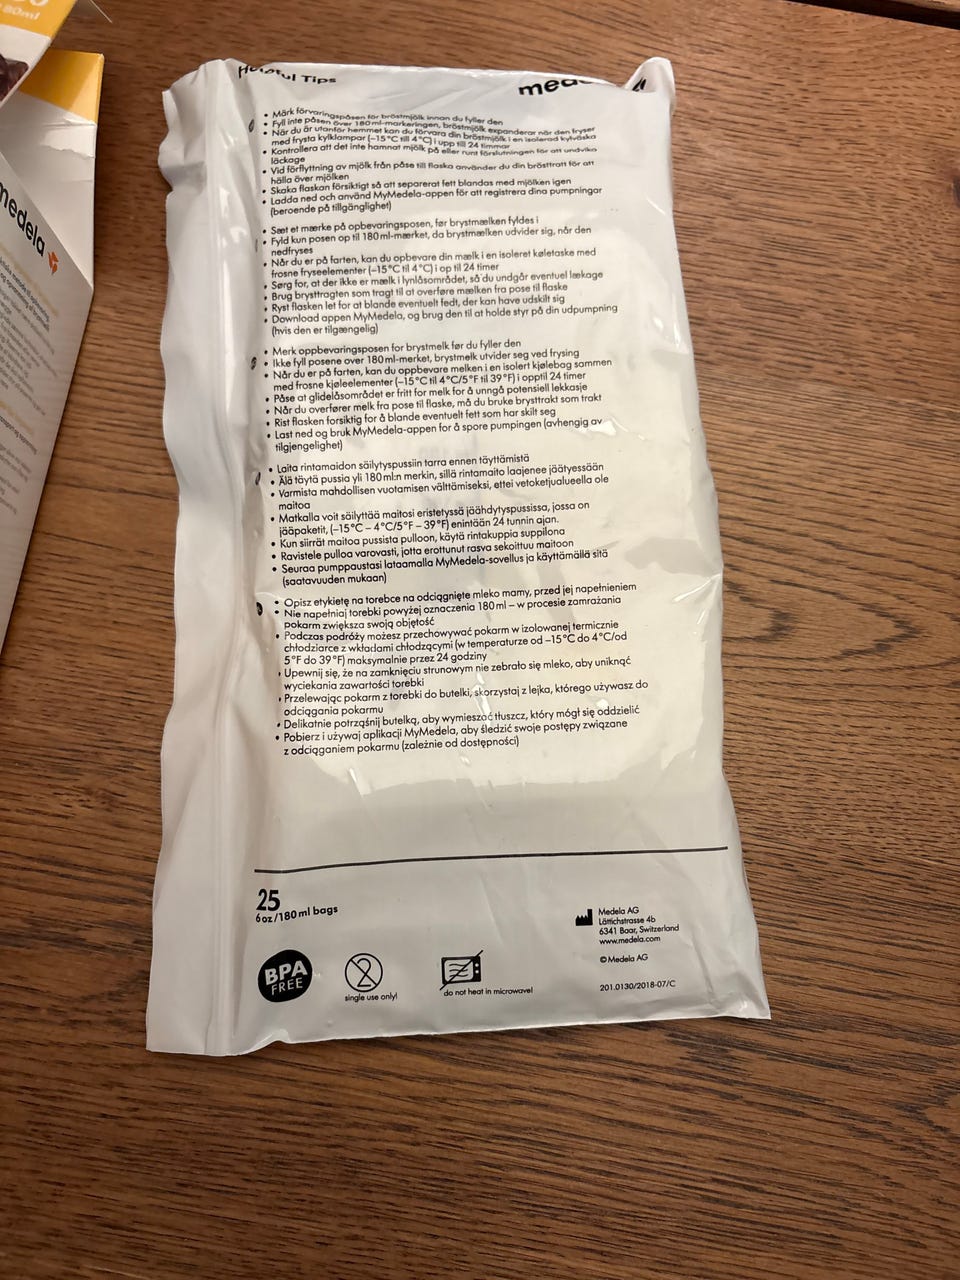 80ml
medela
Helpful Tips
medela
• Märk förvaringspåsen för bröstmjölk innan du fyller den
• Fyll inte påsen över 180 ml-markeringen, bröstmjölk expanderar när den fryser
• När du är utanför hemmet kan du förvara din bröstmjölk i en isolerad kylväska
med frysta kylklampar (–15°C till 4°C) i upp till 24 timmar
• Kontrollera att det inte hamnat mjölk på eller runt förslutningen för att undvika
läckage
• Vid förflyttning av mjölk från påse till flaska använder du din brösttratt för att
hälla över mjölken
• Skaka flaskan försiktigt så att separerat fett blandas med mjölken igen
• Ladda ned och använd MyMedela-appen för att registrera dina pumpningar
(beroende på tillgänglighet)
• Sæt et mærke på opbevaringsposen, før brystmælken fyldes i
• Fyld kun posen op til 180 ml-mærket, da brystmælken udvider sig, når den
nedfryses
• Når du er på farten, kan du opbevare din mælk i en isoleret køletaske med
frosne fryseelementer (–15°C til 4°C) i op til 24 timer
• Sørg for, at der ikke er mælk i lynlåsområdet, så du undgår eventuel lækage
• Brug brysttragten som tragt til at overføre mælken fra pose til flaske
• Ryst flasken let for at blande eventuelt fedt, der kan have udskilt sig
• Download appen MyMedela, og brug den til at holde styr på din udpumpning
(hvis den er tilgængelig)
• Merk oppbevaringsposen for brystmelk før du fyller den
• Ikke fyll posene over 180 ml-merket, brystmelk utvider seg ved frysing
• Når du er på farten, kan du oppbevare melken i en isolert kjølebag sammen
med frosne kjøleelementer (–15°C til 4°C/5°F til 39°F) i opptil 24 timer
• Påse at glidelåsområdet er fritt for melk for å unngå potensiell lekkasje
• Når du overfører melk fra pose til flaske, må du bruke brysttrakt som trakt
• Rist flasken forsiktig for å blande eventuelt fett som har skilt seg
• Last ned og bruk MyMedela-appen for å spore pumpingen (avhengig av
tilgjengelighet)
• Laita rintamaidon säilytyspussiin tarra ennen täyttämistä
• Älä täytä pussia yli 180 ml:n merkin, sillä rintamaito laajenee jäätyessään
• Varmista mahdollisen vuotamisen välttämiseksi, ettei vetoketjualueella ole
maitoa
• Matkalla voit säilyttää maitosi eristetyssä jäähdytyspussissa, jossa on
jääpaketit, (–15°C – 4°C/5°F – 39°F) enintään 24 tunnin ajan.
• Kun siirrät maitoa pussista pulloon, käytä rintakuppia suppilona
• Ravistele pulloa varovasti, jotta erottunut rasva sekoittuu maitoon
• Seuraa pumppaustasi lataamalla MyMedela-sovellus ja käyttämällä sitä
(saatavuuden mukaan)
• Opisz etykietę na torebce na odciągnięte mleko mamy, przed jej napełnieniem
• Nie napełniaj torebki powyżej oznaczenia 180 ml – w procesie zamrażania
pokarm zwiększa swoją objętość
• Podczas podróży możesz przechowywać pokarm w izolowanej termicznie
chłodziarce z wkładami chłodzącymi (w temperaturze od –15°C do 4°C/od
5°F do 39°F) maksymalnie przez 24 godziny
• Upewnij się, że na zamknięciu strunowym nie zebrało się mleko, aby uniknąć
wyciekania zawartości torebki
• Przelewając pokarm z torebki do butelki, skorzystaj z lejka, którego używasz do
odciągania pokarmu
• Delikatnie potrząśnij butelką, aby wymieszać tłuszcz, który mógł się oddzielić
• Pobierz i używaj aplikacji MyMedela, aby śledzić swoje postępy związane
z odciąganiem pokarmu (zależnie od dostępności)
25
6 oz/180 ml bags
BPA
FREE
2
single use only!
do not heat in microwave!
Medela AG
Lättichstrasse 4b
6341 Baar, Switzerland
www.medela.com
© Medela AG
201.0130/2018-07/C